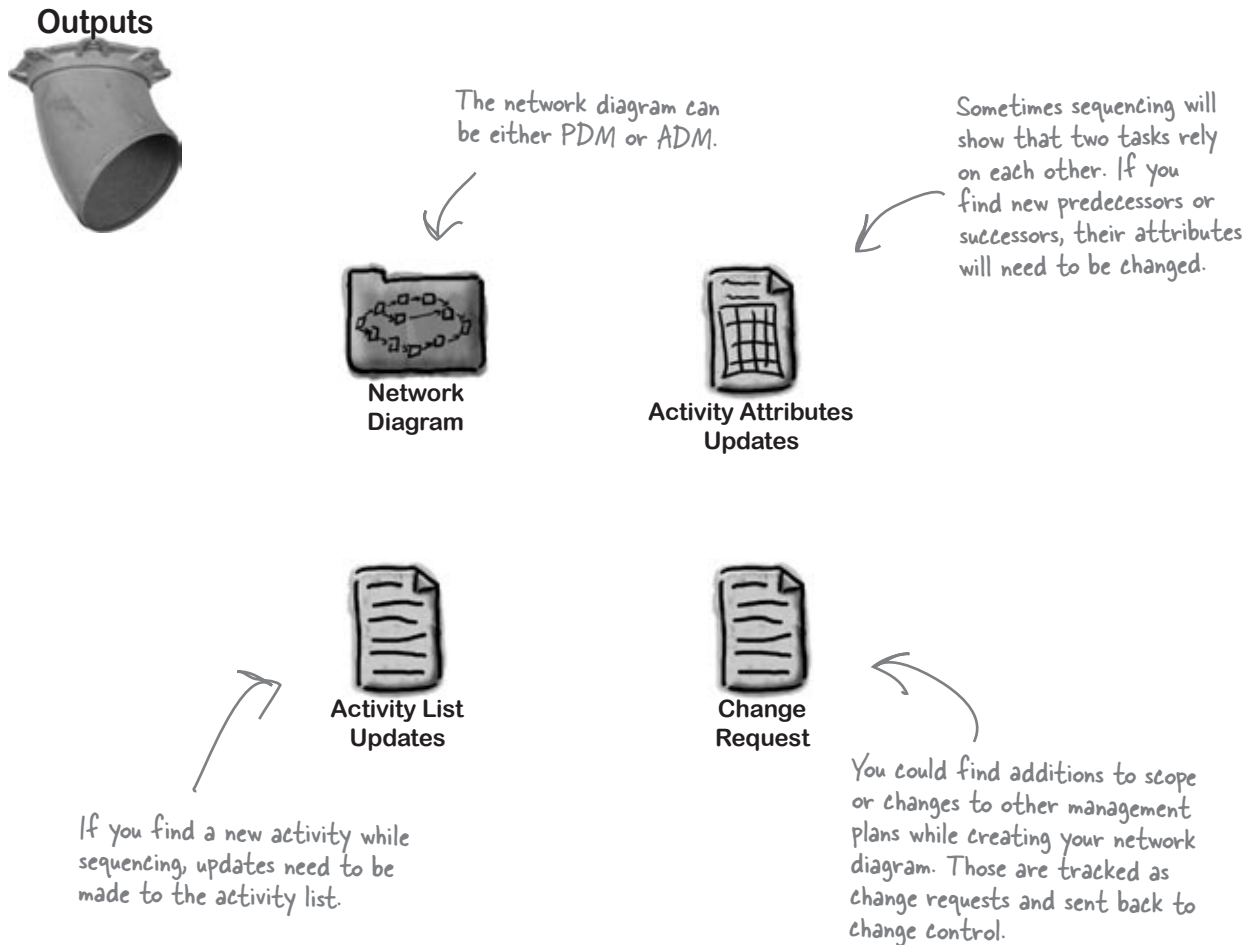 Outputs
The network diagram can
be either PDM or ADM.
Sometimes sequencing will
show that two tasks rely
on each other. If you
find new predecessors or
successors, their attributes
will need to be changed.
Network
Diagram
Activity Attributes
Updates
Activity List
Updates
Change
Request
If you find a new activity while
sequencing, updates need to be
made to the activity list.
You could find additions to scope
or changes to other management
plans while creating your network
diagram. Those are tracked as
change requests and sent back to
change control.